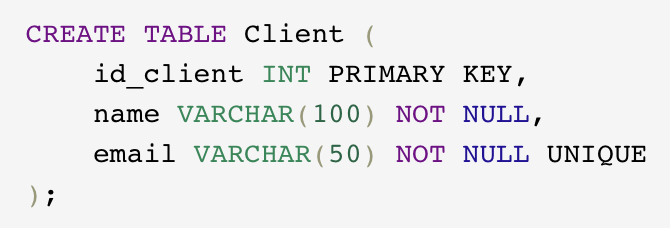 CREATE TABLE Client (
    id_client INT PRIMARY KEY,
    name VARCHAR(100) NOT NULL,
    email VARCHAR(50) NOT NULL UNIQUE
);